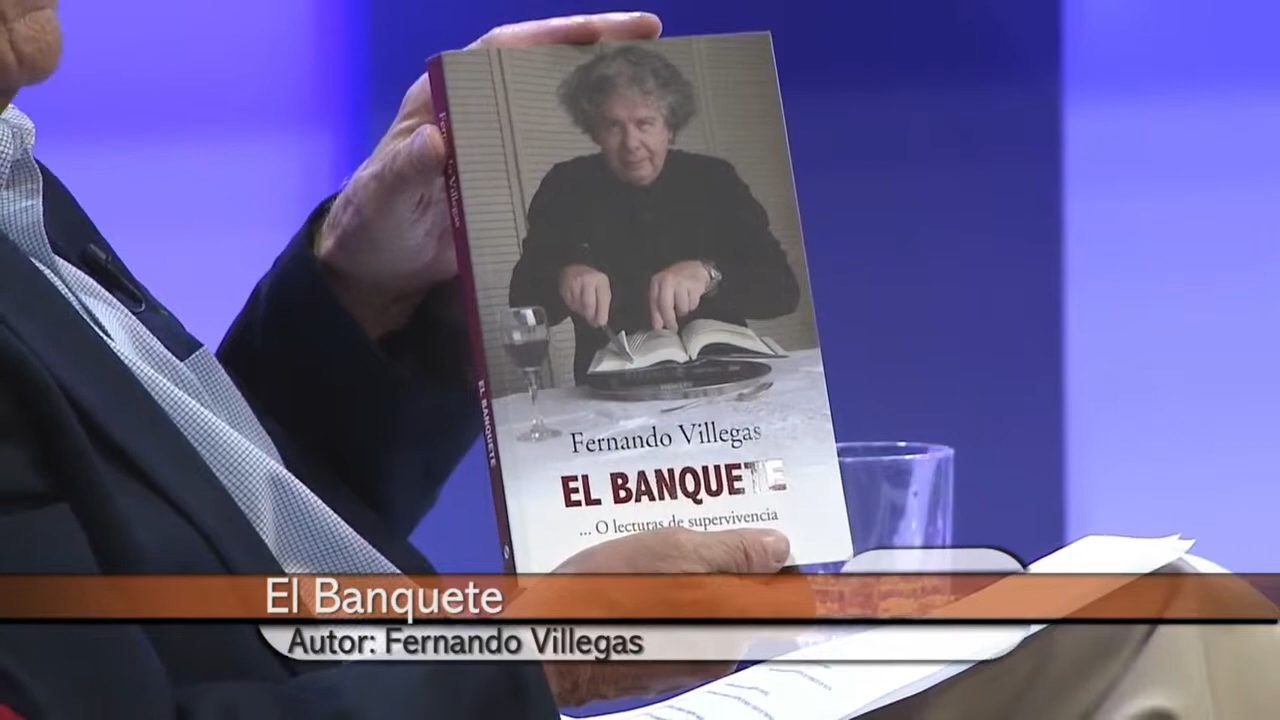 Fernando Villegas
EL BANQUETE
Fernando Villegas
EL BANQUETE
... O lecturas de supervivencia
El Banquete
Autor: Fernando Villegas